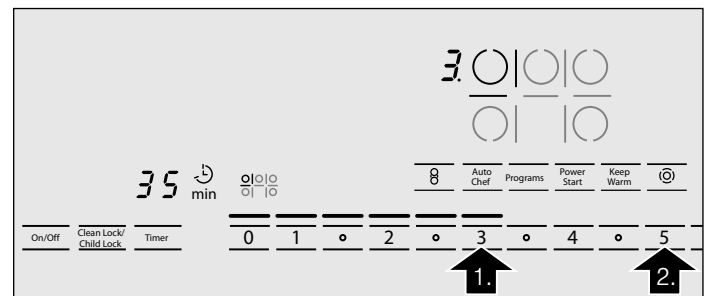 3.
35 min
Auto Chef Programs Power Start Keep Warm
On/Off Clean Lock/ Child Lock Timer 0 1 2 3 4 5
1. 2.